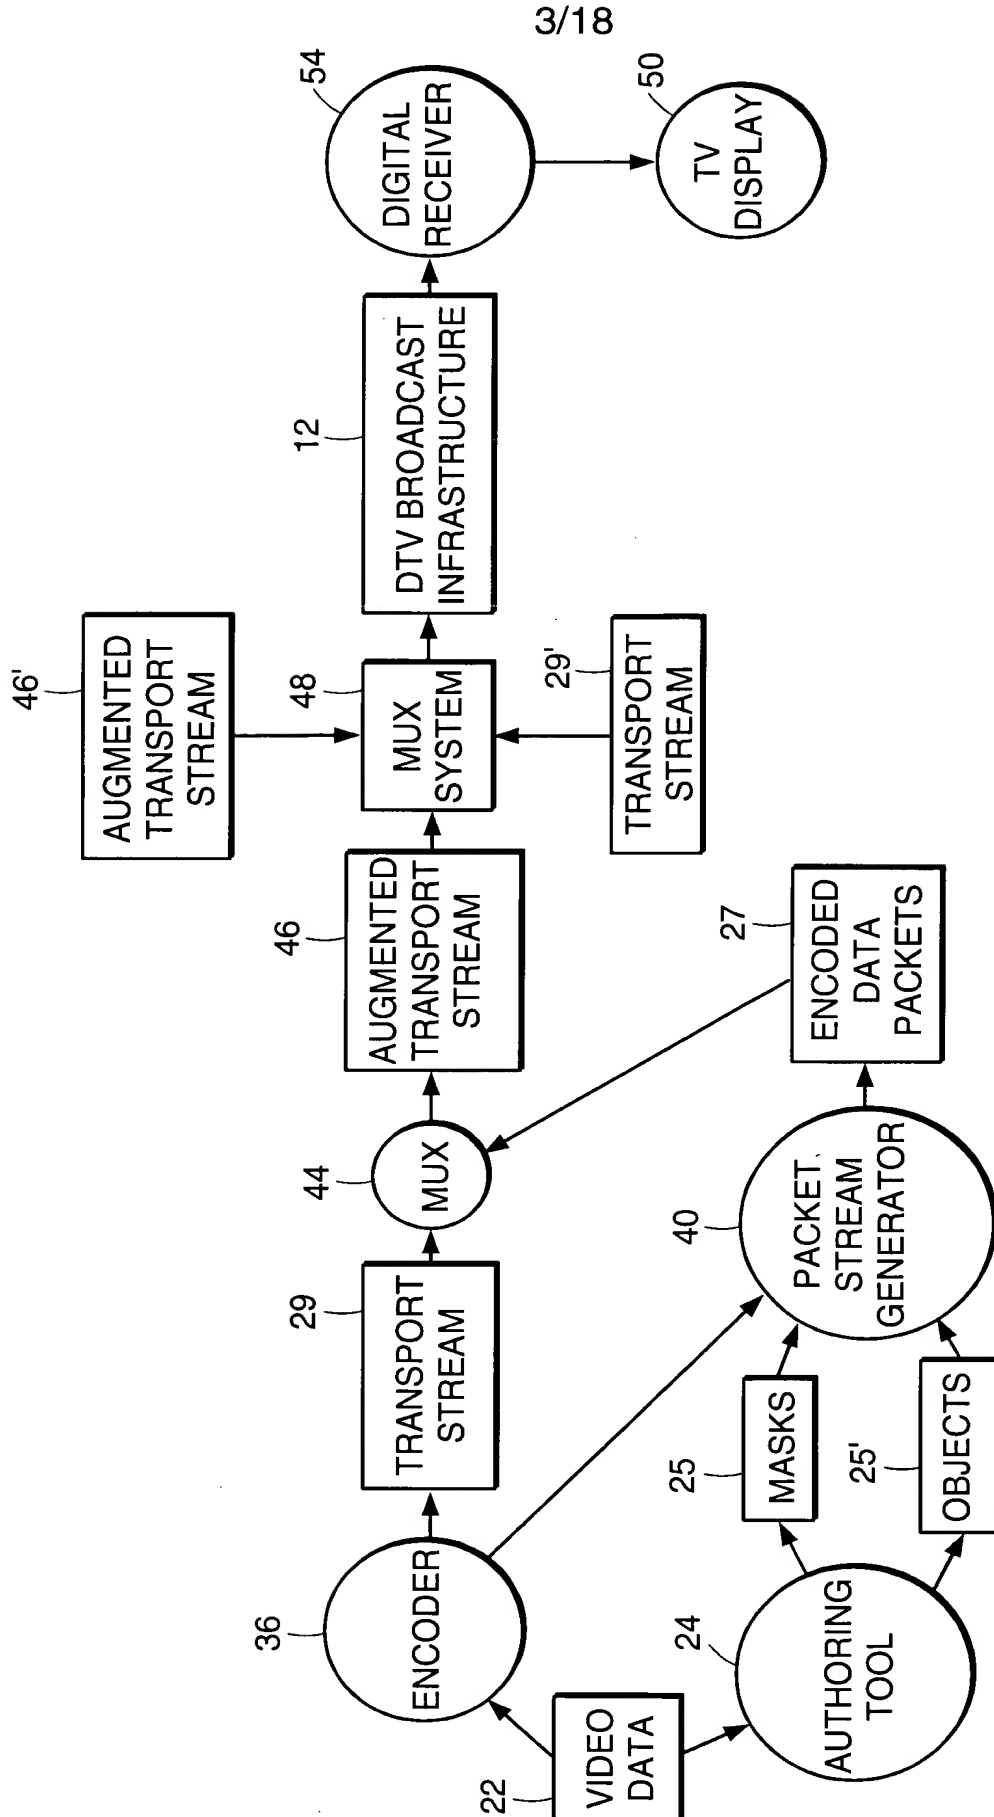 3/18
22
VIDEO
DATA
36
ENCODER
24
AUTHORING
TOOL
29
TRANSPORT
STREAM
25
MASKS
25'
OBJECTS
44
MUX
40
PACKET
STREAM
GENERATOR
46
AUGMENTED
TRANSPORT
STREAM
27
ENCODED
DATA
PACKETS
46'
AUGMENTED
TRANSPORT
STREAM
48
MUX
SYSTEM
29'
TRANSPORT
STREAM
12
DTV BROADCAST
INFRASTRUCTURE
54
DIGITAL
RECEIVER
50
TV
DISPLAY